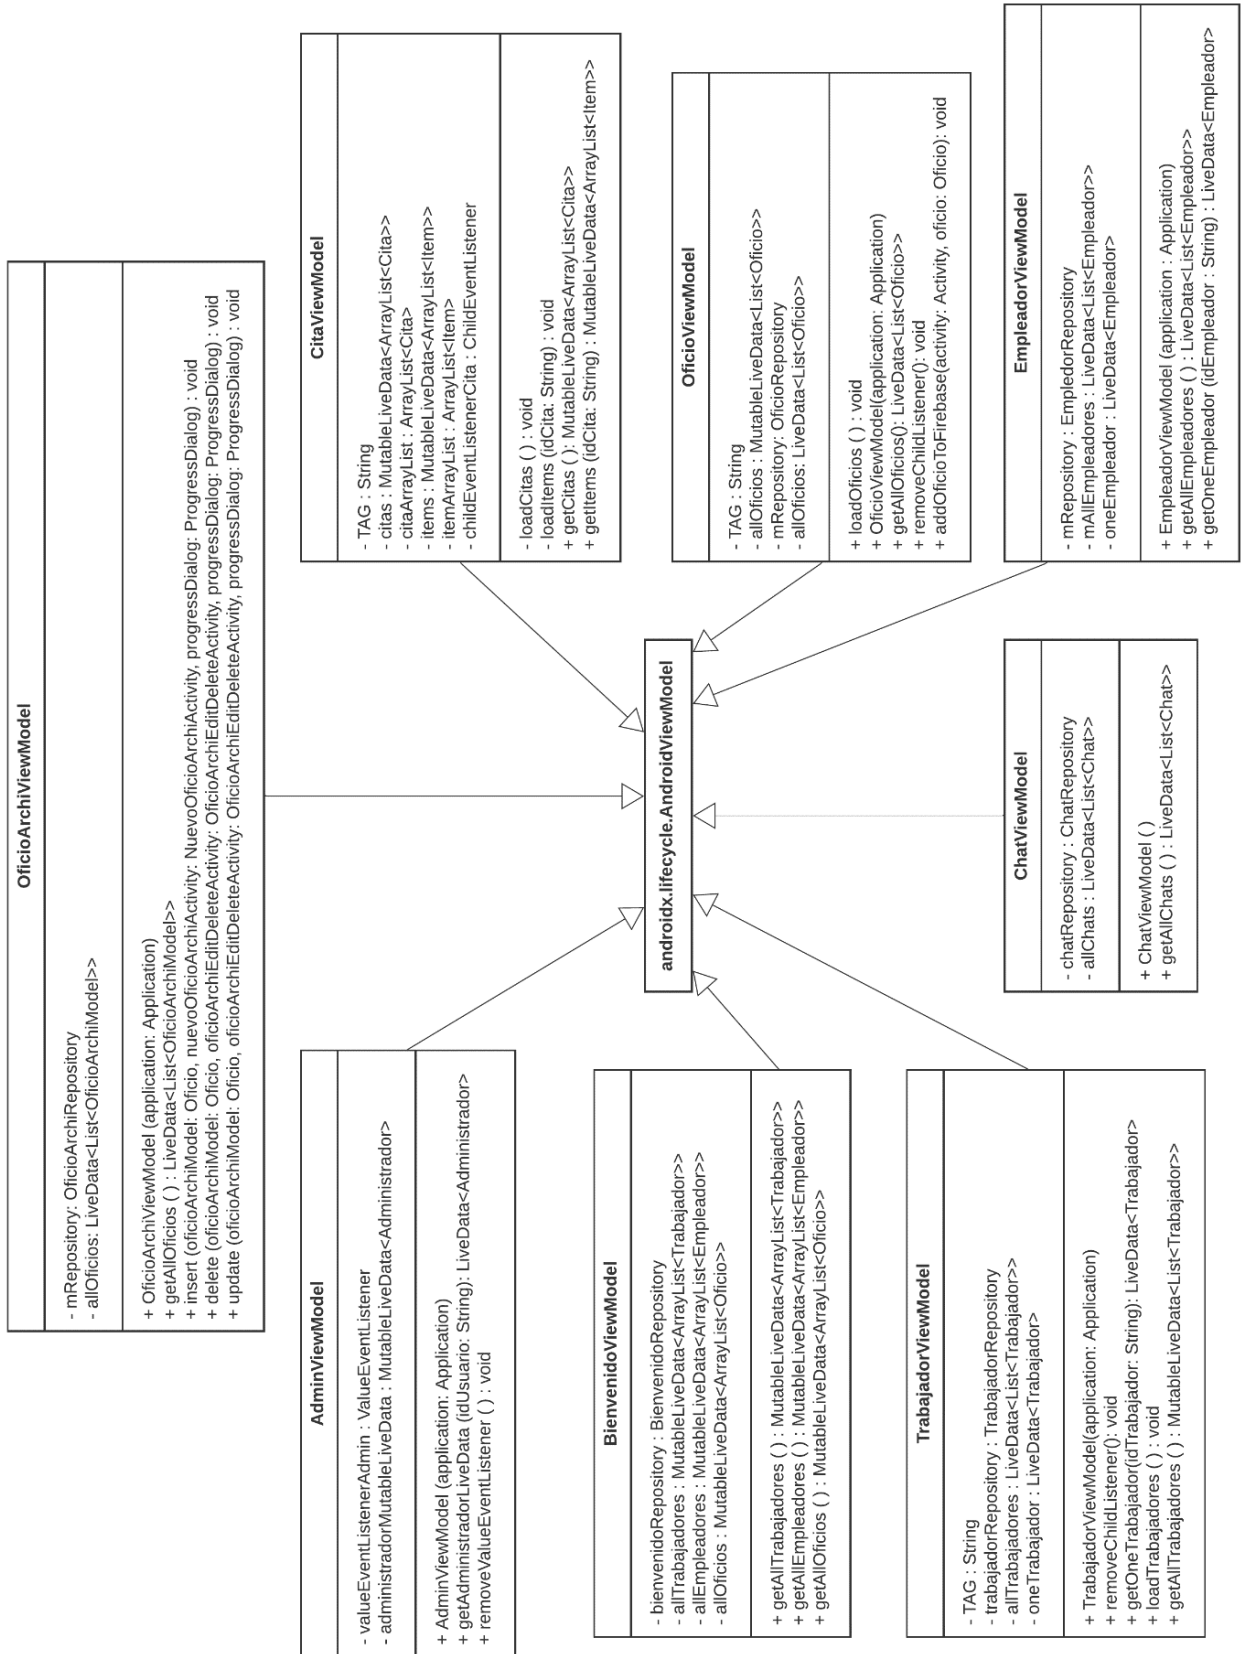 OficioArchiViewModel
- mRepository: OficioArchiRepository
- allOficios: LiveData<List<OficioArchiModel>>
+ OficioArchiViewModel (application: Application)
+ getAllOficios ( ) : LiveData<List<OficioArchiModel>>
+ insert (oficioArchiModel: Oficio, nuevoOficioArchiActivity: NuevoOficioArchiActivity, progressDialog: ProgressDialog) : void
+ delete (oficioArchiModel: Oficio, oficioArchiEditDeleteActivity: OficioArchiEditDeleteActivity, progressDialog: ProgressDialog) : void
+ update (oficioArchiModel: Oficio, oficioArchiEditDeleteActivity: OficioArchiEditDeleteActivity, progressDialog: ProgressDialog) : void
AdminViewModel
- valueEventListenerAdmin : ValueEventListener
- administradorMutableLiveData : MutableLiveData<Administrador>
+ AdminViewModel (application: Application)
+ getAdministradorLiveData (idUsuario: String): LiveData<Administrador>
+ removeValueEventListener ( ) : void
CitaViewModel
- TAG : String
- citas : MutableLiveData<ArrayList<Cita>>
- citaArrayList : ArrayList<Cita>
- items : MutableLiveData<ArrayList<Item>>
- itemArrayList : ArrayList<Item>
- childEventListenerCita : ChildEventListener
- loadCitas ( ) : void
- loadItems (idCita: String) : void
+ getCitas ( ): MutableLiveData<ArrayList<Cita>>
+ getItems (idCita: String) : MutableLiveData<ArrayList<Item>>
BienvenidoViewModel
- bienvenidoRepository : BienvenidoRepository
- allTrabajadores : MutableLiveData<ArrayList<Trabajador>>
- allEmpleadores : MutableLiveData<ArrayList<Empleador>>
- allOficios : MutableLiveData<ArrayList<Oficio>>
+ getAllTrabajadores ( ) : MutableLiveData<ArrayList<Trabajador>>
+ getAllEmpleadores ( ) : MutableLiveData<ArrayList<Empleador>>
+ getAllOficios ( ) : MutableLiveData<ArrayList<Oficio>>
androidx.lifecycle.AndroidViewModel
OficioViewModel
- TAG : String
- allOficios : MutableLiveData<List<Oficio>>
- mRepository: OficioRepository
- allOficios: LiveData<List<Oficio>>
+ loadOficios ( ) : void
+ OficioViewModel(application: Application)
+ getAllOficios(): LiveData<List<Oficio>>
+ removeChildListener(): void
+ addOficioToFirebase(activity: Activity, oficio: Oficio): void
TrabajadorViewModel
- TAG : String
- trabajadorRepository : TrabajadorRepository
- allTrabajadores : LiveData<List<Trabajador>>
- oneTrabajador : LiveData<Trabajador>
+ TrabajadorViewModel(application: Application)
+ removeChildListener(): void
+ getOneTrabajador(idTrabajador: String): LiveData<Trabajador>
+ loadTrabajadores ( ) : void
+ getAllTrabajadores ( ) : MutableLiveData<List<Trabajador>>
ChatViewModel
- chatRepository : ChatRepository
- allChats : LiveData<List<Chat>>
+ ChatViewModel ( )
+ getAllChats ( ) : LiveData<List<Chat>>
EmpleadorViewModel
- mRepository : EmpledorRepository
- mAllEmpleadores : LiveData<List<Empleador>>
- oneEmpleador : LiveData<Empleador>
+ EmpleadorViewModel (application : Application)
+ getAllEmpleadores ( ) : LiveData<List<Empleador>>
+ getOneEmpleador (idEmpleador : String) : LiveData<Empleador>